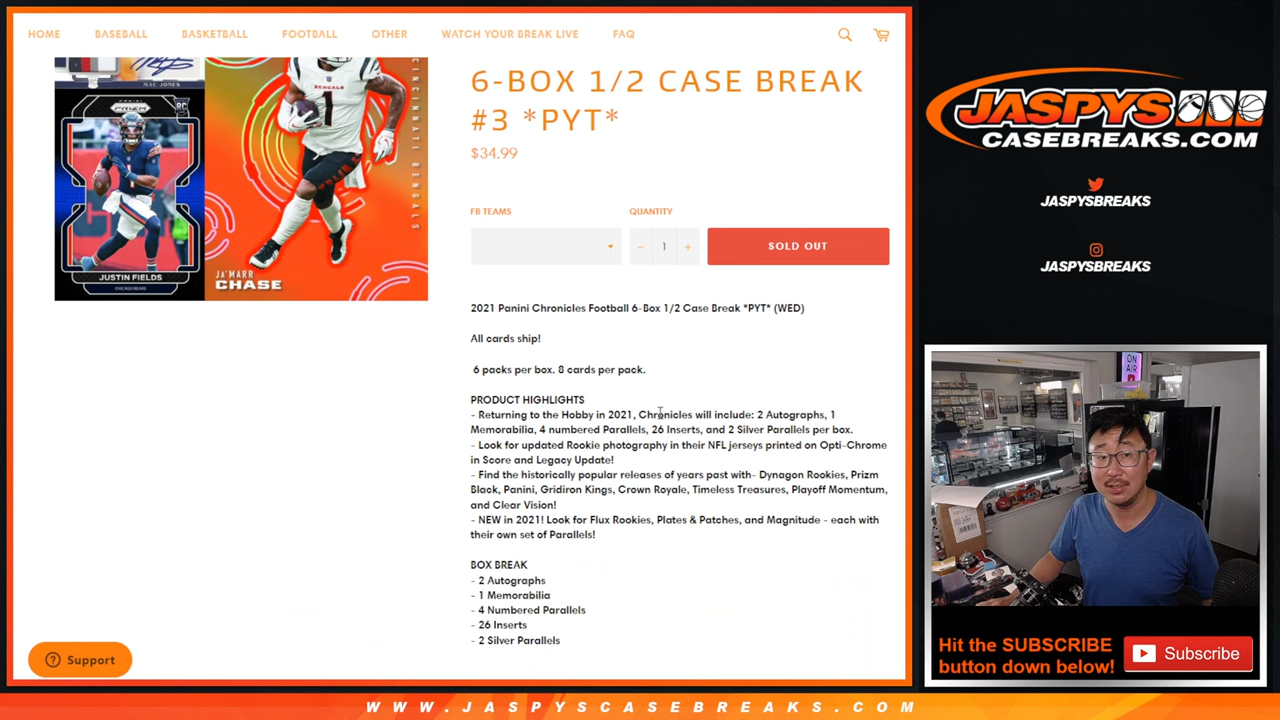 HOME BASEBALL BASKETBALL FOOTBALL OTHER WATCH YOUR BREAK LIVE FAQ
MAC JONES
PRIZM
RC
BENGALS
1
CINCINNATI BENGALS
JUSTIN FIELDS
CHICAGO BEARS
JA'MARR
CHASE
6-BOX 1/2 CASE BREAK
#3 *PYT*
$34.99
FB TEAMS QUANTITY
1
SOLD OUT
2021 Panini Chronicles Football 6-Box 1/2 Case Break *PYT* (WED)
All cards ship!
6 packs per box. 8 cards per pack.
PRODUCT HIGHLIGHTS
- Returning to the Hobby in 2021, Chronicles will include: 2 Autographs, 1
Memorabilia, 4 numbered Parallels, 26 Inserts, and 2 Silver Parallels per box.
- Look for updated Rookie photography in their NFL jerseys printed on Opti-Chrome
in Score and Legacy Update!
- Find the historically popular releases of years past with- Dynagon Rookies, Prizm
Black, Panini, Gridiron Kings, Crown Royale, Timeless Treasures, Playoff Momentum,
and Clear Vision!
- NEW in 2021! Look for Flux Rookies, Plates & Patches, and Magnitude - each with
their own set of Parallels!
BOX BREAK
- 2 Autographs
- 1 Memorabilia
- 4 Numbered Parallels
- 26 Inserts
- 2 Silver Parallels
Support
JASPYS
CASEBREAKS.COM
JASPYSBREAKS
JASPYSBREAKS
ON
AIR
Hit the SUBSCRIBE
button down below!
Subscribe
WWW.JASPYSCASEBREAKS.COM